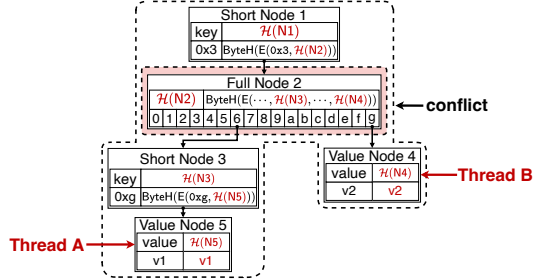 Short Node 1
key ℋ(N1)
0x3 ByteH(E(0x3, ℋ(N2)))
Full Node 2
ℋ(N2) ByteH(E(···, ℋ(N3),···, ℋ(N4)))
0 1 2 3 4 5 6 7 8 9 a b c d e f g
conflict
Short Node 3
key ℋ(N3)
0xg ByteH(E(0xg, ℋ(N5)))
Value Node 4
value ℋ(N4)
v2 v2
Thread B
Value Node 5
Thread A
value ℋ(N5)
v1 v1